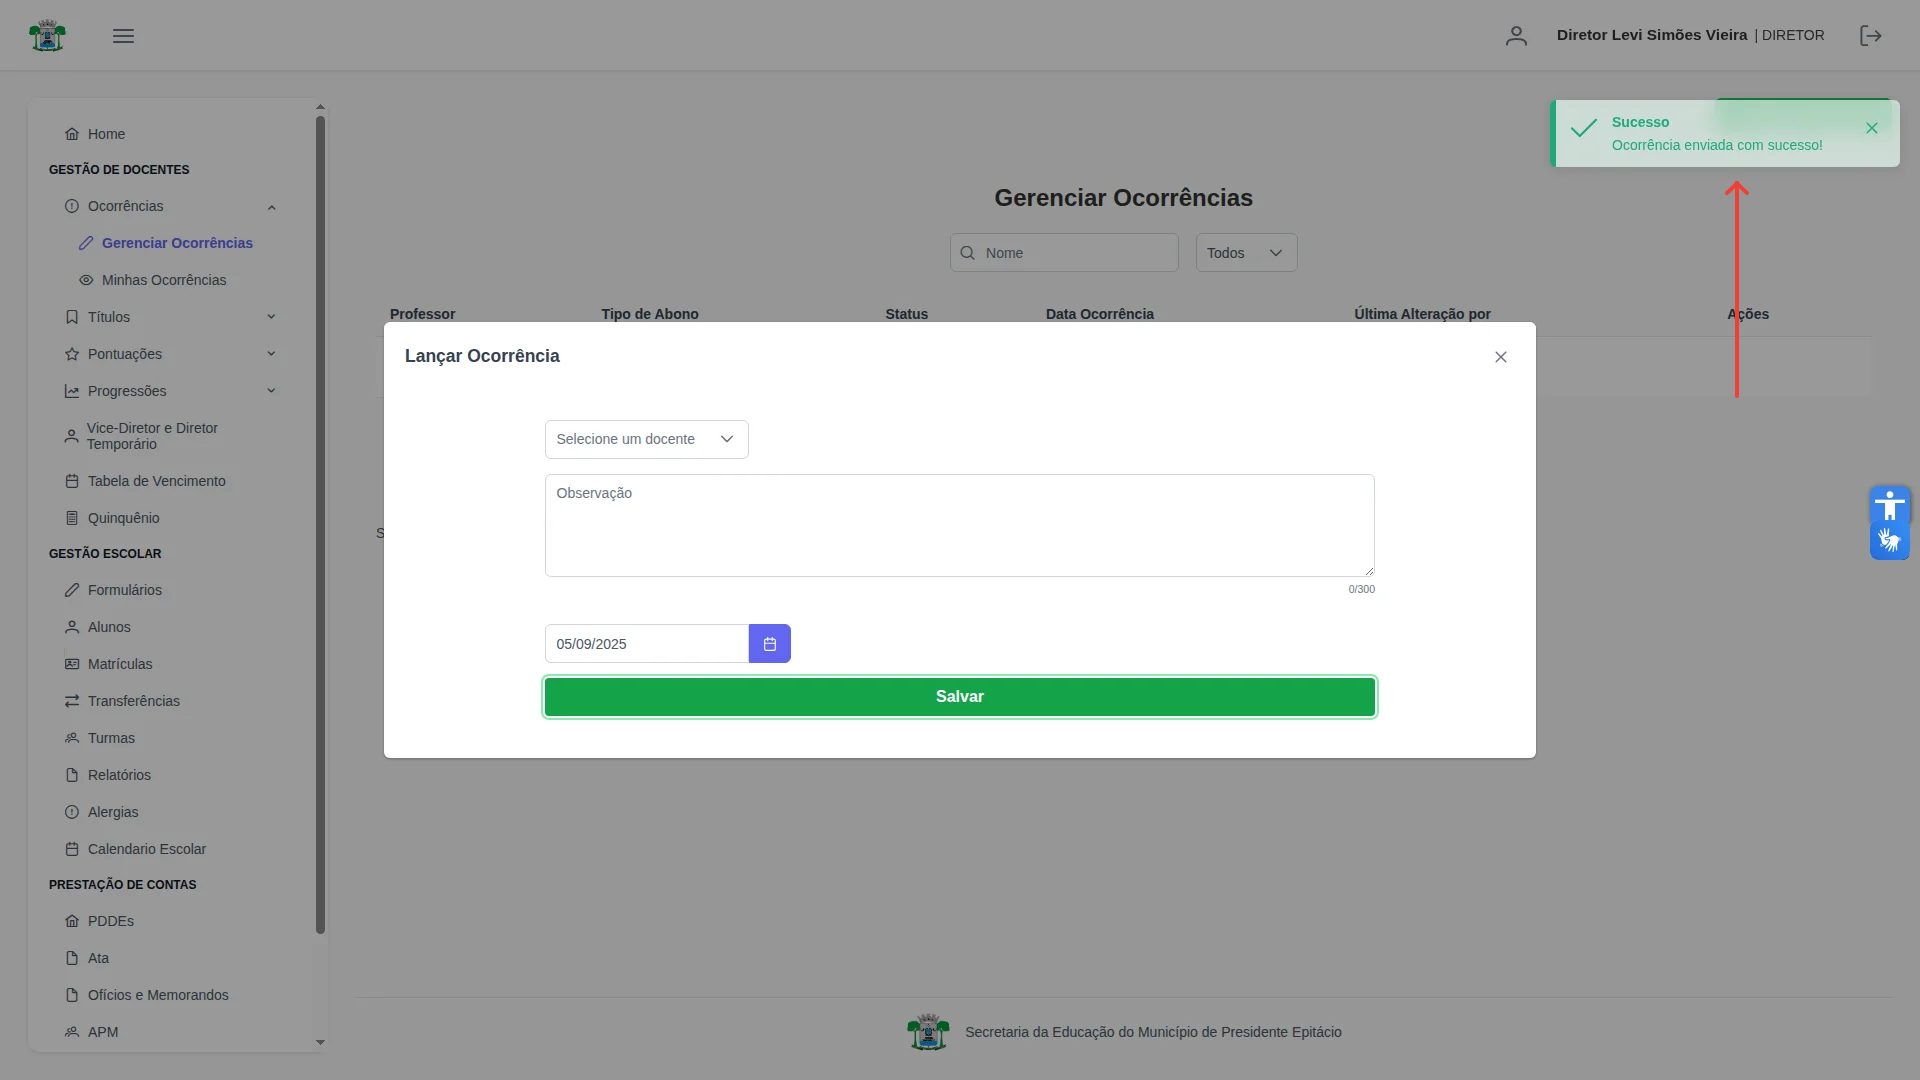 Diretor Levi Simões Vieira | DIRETOR
Home
GESTÃO DE DOCENTES
Ocorrências
Gerenciar Ocorrências
Minhas Ocorrências
Títulos
Pontuações
Progressões
Vice-Diretor e Diretor
Temporário
Tabela de Vencimento
Quinquênio
GESTÃO ESCOLAR
Formulários
Alunos
Matrículas
Transferências
Turmas
Relatórios
Alergias
Calendario Escolar
PRESTAÇÃO DE CONTAS
PDDEs
Ata
Ofícios e Memorandos
APM
Sucesso
Ocorrência enviada com sucesso!
Gerenciar Ocorrências
Nome Todos
Professor Tipo de Abono Status Data Ocorrência Última Alteração por Ações
S
Lançar Ocorrência
Selecione um docente
Observação
0/300
05/09/2025
Salvar
Secretaria da Educação do Município de Presidente Epitácio